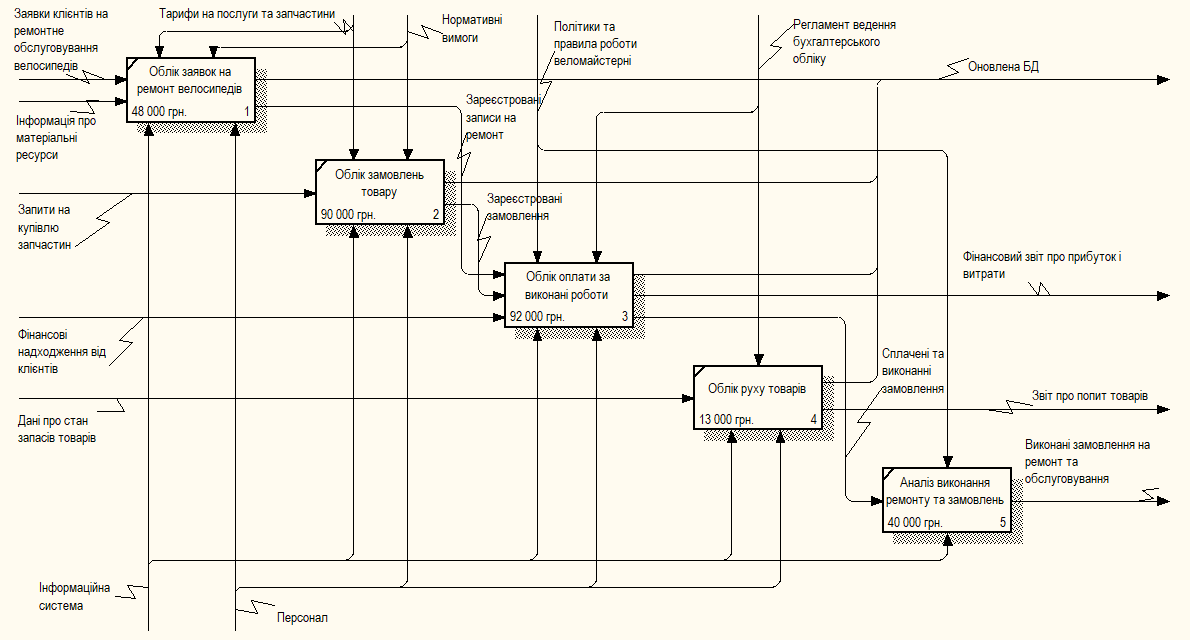 Заявки клієнтів на
ремонтне
обслуговування
велосипедів
Тарифи на послуги та запчастини
Нормативні
вимоги
Політики та
правила роботи
веломайстерні
Регламент ведення
бухгалтерського
обліку
Оновлена БД
Облік заявок на
ремонт велосипедів
48 000 грн. 1
Інформація про
матеріальні
ресурси
Зареєстровані
записи на
ремонт
Облік замовлень
товару
90 000 грн. 2
Запити на
купівлю
запчастин
Зареєстровані
замовлення
Облік оплати за
виконані роботи
92 000 грн. 3
Фінансовий звіт про прибуток і
витрати
Фінансові
надходження від
клієнтів
Облік руху товарів
13 000 грн. 4
Сплачені та
виконанні
замовлення
Звіт про попит товарів
Дані про стан
запасів товарів
Виконані замовлення на
ремонт та
обслуговування
Аналіз виконання
ремонту та замовлень
40 000 грн. 5
Інформаційна
система
Персонал